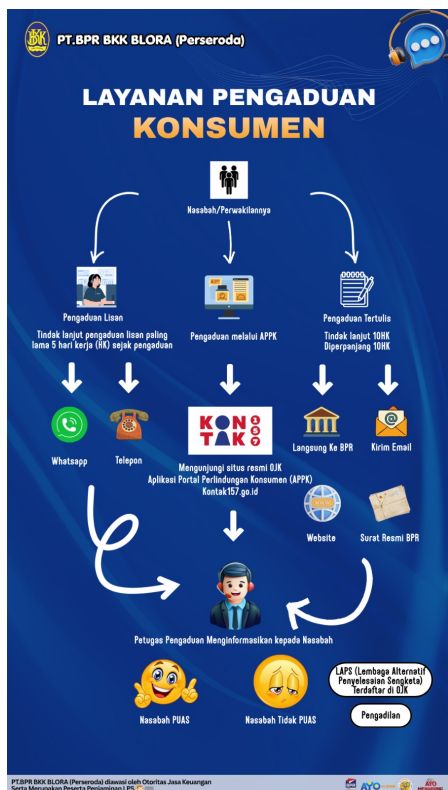 PT.BPR BKK BLORA (Perseroda)
LAYANAN PENGADUAN
KONSUMEN
Nasabah/Perwakilannya
Pengaduan Lisan
Tindak lanjut pengaduan lisan paling
lama 5 hari kerja (HK) sejak pengaduan
Pengaduan melalui APPK
Pengaduan Tertulis
Tindak lanjut 10HK
Diperpanjang 10HK
Whatsapp
Telepon
KONTAK 157
Mengunjungi situs resmi OJK
Aplikasi Portal Perlindungan Konsumen (APPK)
Kontak157.go.id
Langsung Ke BPR
Kirim Email
Website
Surat Resmi BPR
Petugas Pengaduan Menginformasikan kepada Nasabah
Nasabah PUAS
Nasabah Tidak PUAS
LAPS (Lembaga Alternatif
Penyelesaian Sengketa)
Terdaftar di OJK
Pengadilan
PT.BPR BKK BLORA (Perseroda) diawasi oleh Otoritas Jasa Keuangan
Serta Merupakan Peserta Penjaminan LPS
AYO
AYO